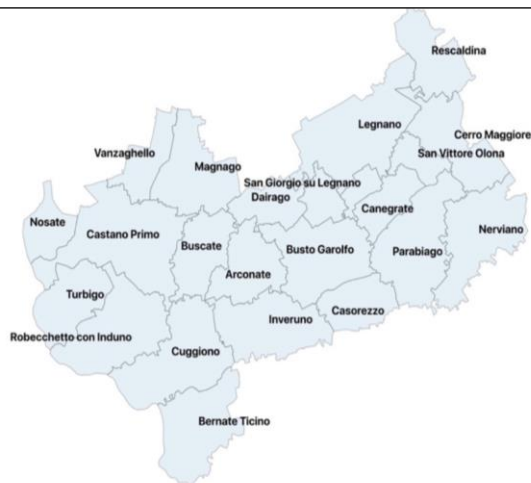 Rescaldina
Legnano
Cerro Maggiore
Vanzaghello
San Vittore Olona
Magnago
San Giorgio su Legnano
Dairago
Canegrate
Nosate
Castano Primo
Nerviano
Buscate
Busto Garolfo
Parabiago
Arconate
Turbigo
Casorezzo
Inveruno
Robecchetto con Induno
Cuggiono
Bernate Ticino